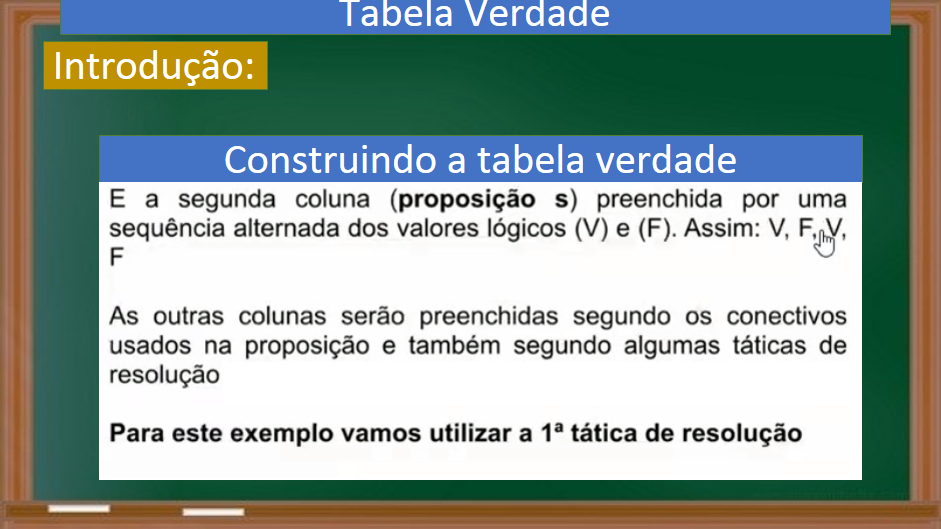 Tabela Verdade
Introdução:
Construindo a tabela verdade
E a segunda coluna (proposição s) preenchida por uma
sequência alternada dos valores lógicos (V) e (F). Assim: V, F, V,
F
As outras colunas serão preenchidas segundo os conectivos
usados na proposição e também segundo algumas táticas de
resolução
Para este exemplo vamos utilizar a 1ª tática de resolução